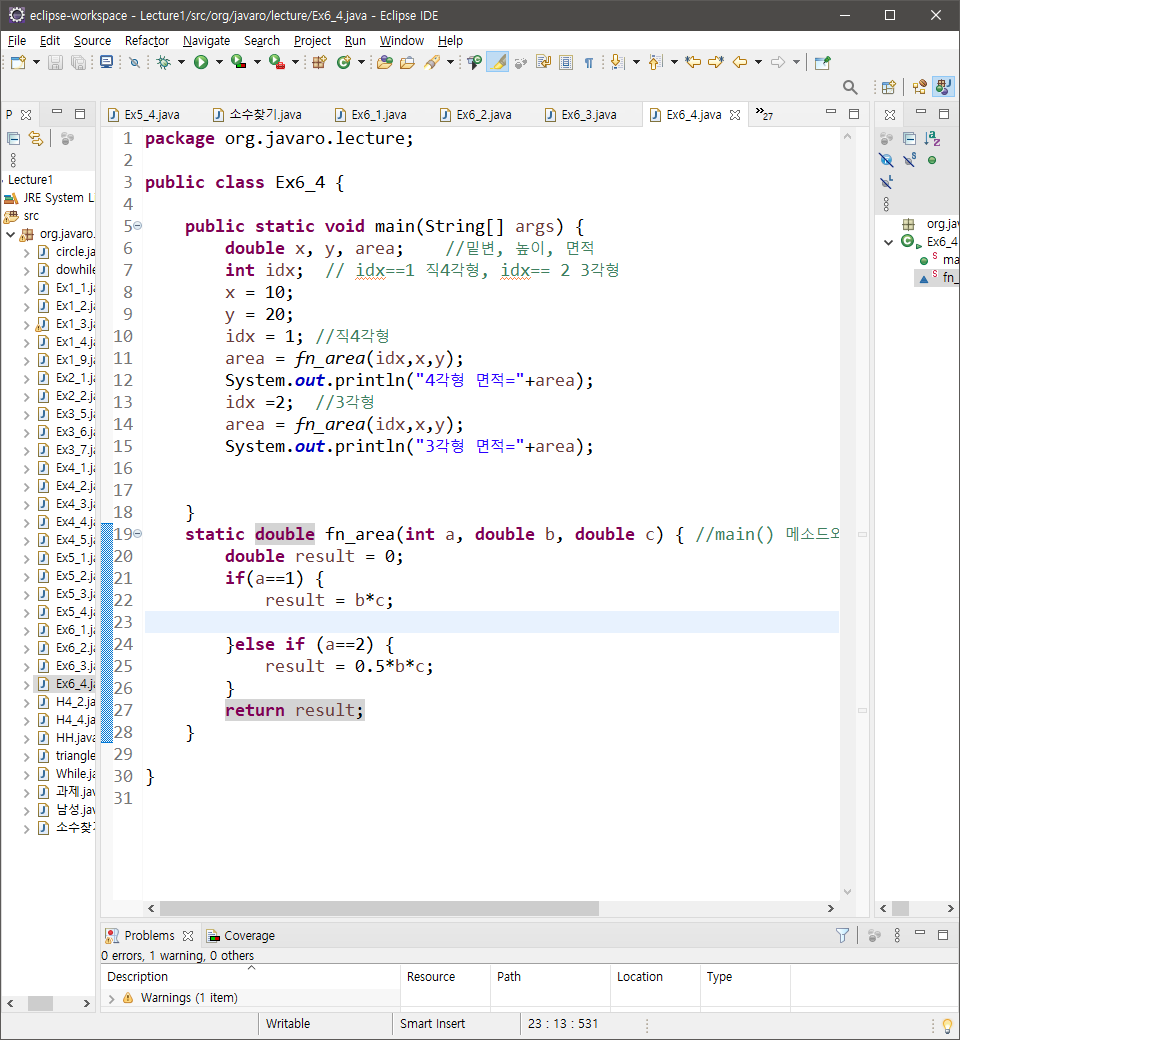 eclipse-workspace - Lecture1/src/org/javaro/lecture/Ex6_4.java - Eclipse IDE
File Edit Source Refactor Navigate Search Project Run Window Help
P
Ex5_4.java 소수찾기.java Ex6_1.java Ex6_2.java Ex6_3.java Ex6_4.java »27
Lecture1
JRE System L
src
org.javaro.
circle.ja
dowhile
Ex1_1.ja
Ex1_2.ja
Ex1_3.ja
Ex1_4.ja
Ex1_9.ja
Ex2_1.ja
Ex2_2.ja
Ex3_5.ja
Ex3_6.ja
Ex3_7.ja
Ex4_1.ja
Ex4_2.ja
Ex4_3.ja
Ex4_4.ja
Ex4_5.ja
Ex5_1.ja
Ex5_2.ja
Ex5_3.ja
Ex5_4.ja
Ex6_1.ja
Ex6_2.ja
Ex6_3.ja
Ex6_4.ja
H4_2.ja
H4_4.ja
HH.java
triangle
While.ja
과제.jav
남성.jav
소수찾기
1 package org.javaro.lecture;
2
3 public class Ex6_4 {
4
5 public static void main(String[] args) {
6 double x, y, area; //밑변, 높이, 면적
7 int idx; // idx==1 직4각형, idx== 2 3각형
8 x = 10;
9 y = 20;
10 idx = 1; //직4각형
11 area = fn_area(idx,x,y);
12 System.out.println("4각형 면적="+area);
13 idx =2; //3각형
14 area = fn_area(idx,x,y);
15 System.out.println("3각형 면적="+area);
16
17
18 }
19 static double fn_area(int a, double b, double c) { //main() 메소드와
20 double result = 0;
21 if(a==1) {
22 result = b*c;
23
24 }else if (a==2) {
25 result = 0.5*b*c;
26 }
27 return result;
28 }
29
30 }
31
org.jav
Ex6_4
ma
fn_
Problems Coverage
0 errors, 1 warning, 0 others
Description Resource Path Location Type
Warnings (1 item)
Writable Smart Insert 23 : 13 : 531